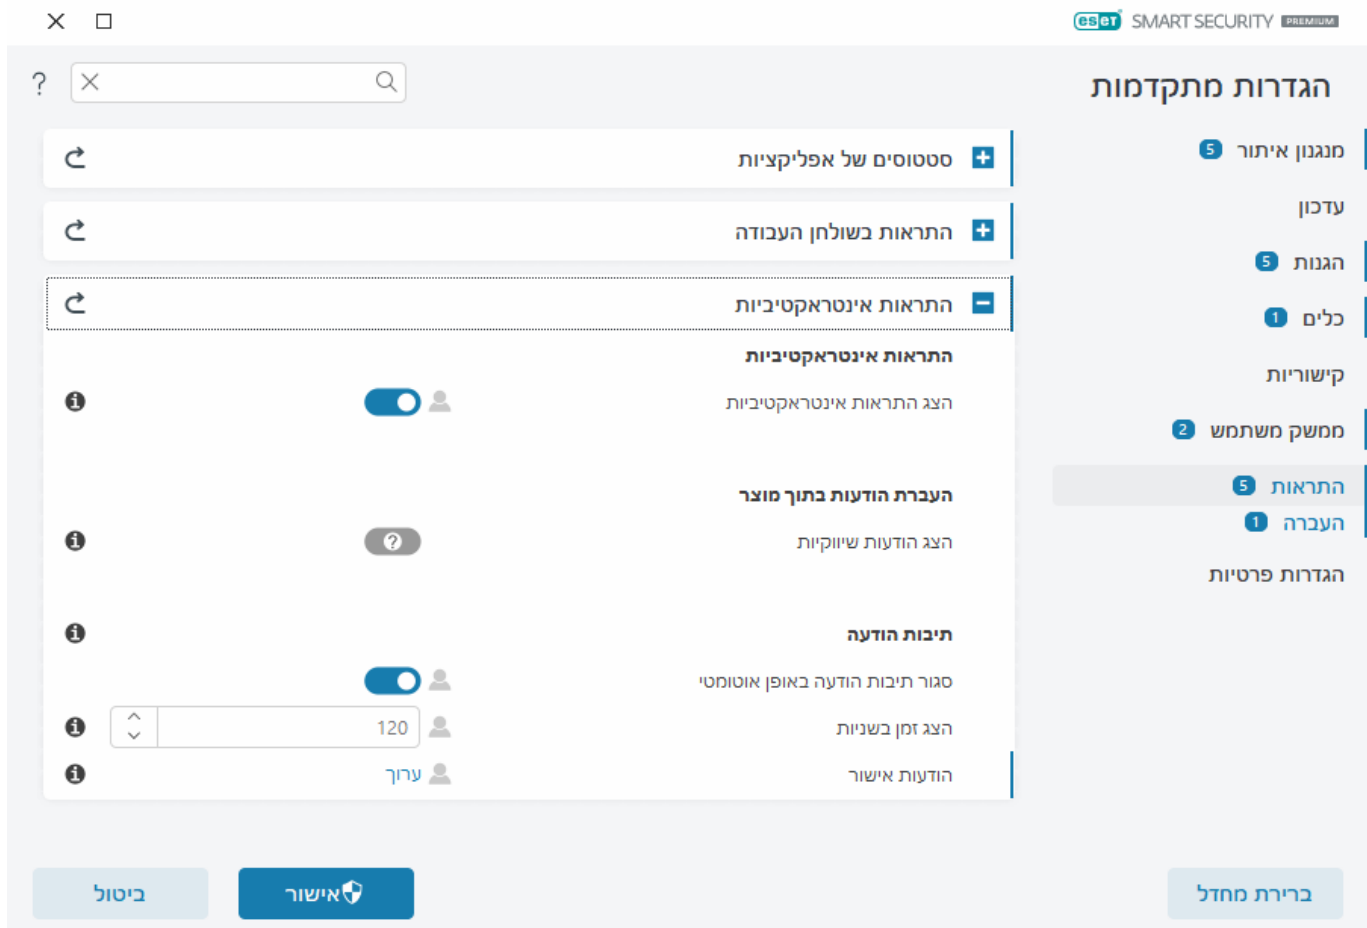 eset SMART SECURITY PREMIUM
הגדרות מתקדמות
מנגנון איתור 5
עדכון
הגנות 5
כלים 1
קישוריות
ממשק משתמש 2
התראות 5
העברה 1
הגדרות פרטיות
סטטוסים של אפליקציות
התראות בשולחן העבודה
התראות אינטראקטיביות
התראות אינטראקטיביות
הצג התראות אינטראקטיביות
העברת הודעות בתוך מוצר
הצג הודעות שיווקיות
תיבות הודעה
סגור תיבות הודעה באופן אוטומטי
הצג זמן בשניות 120
הודעות אישור ערוך
ברירת מחדל
אישור
ביטול